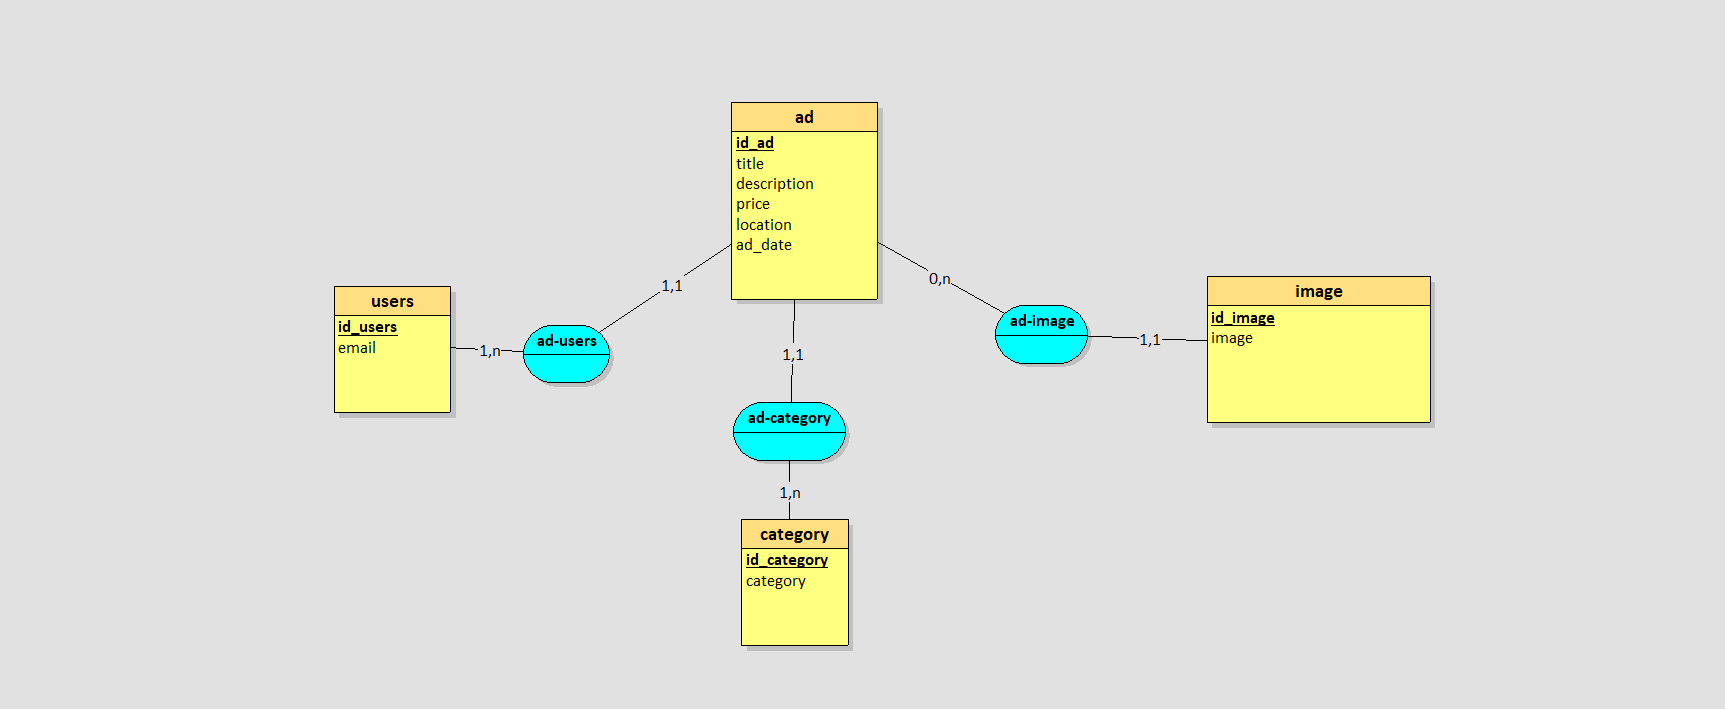 ad
id_ad
title
description
price
location
ad_date
users
id_users
email
1,n
ad-users
1,1
1,1
ad-category
1,n
category
id_category
category
0,n
ad-image
1,1
image
id_image
image